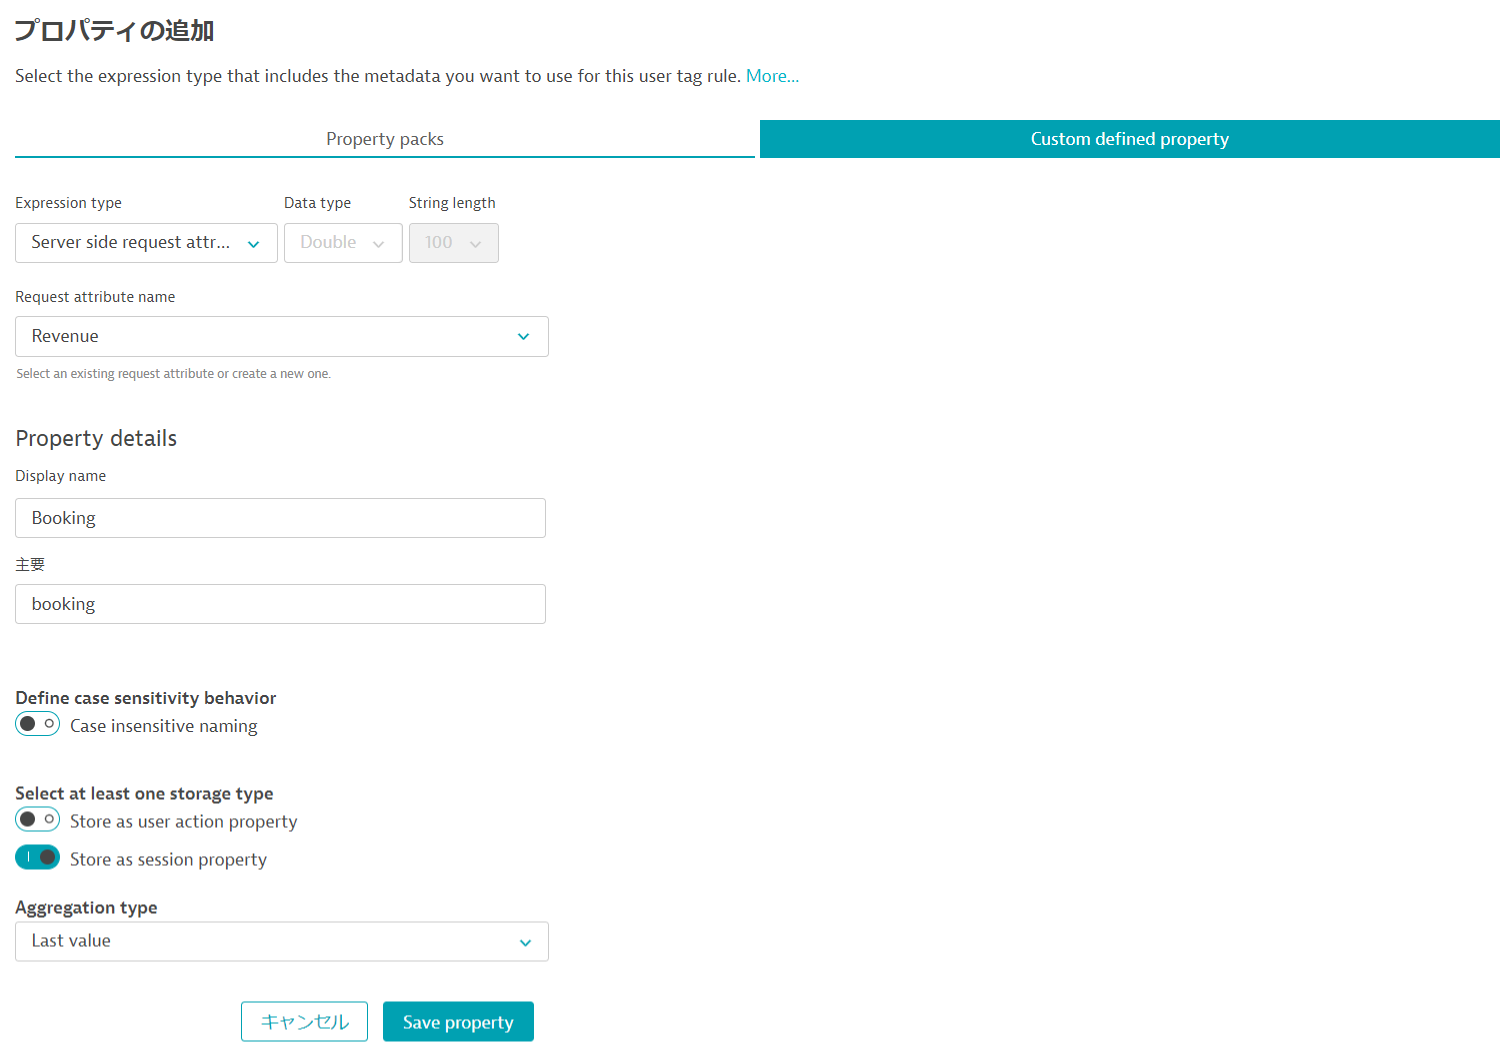 プロパティの追加
Select the expression type that includes the metadata you want to use for this user tag rule. More...
Property packs
Custom defined property
Expression type Data type String length
Server side request attr... Double 100
Request attribute name
Revenue
Select an existing request attribute or create a new one.
Property details
Display name
Booking
主要
booking
Define case sensitivity behavior
Case insensitive naming
Select at least one storage type
Store as user action property
Store as session property
Aggregation type
Last value
キャンセル Save property